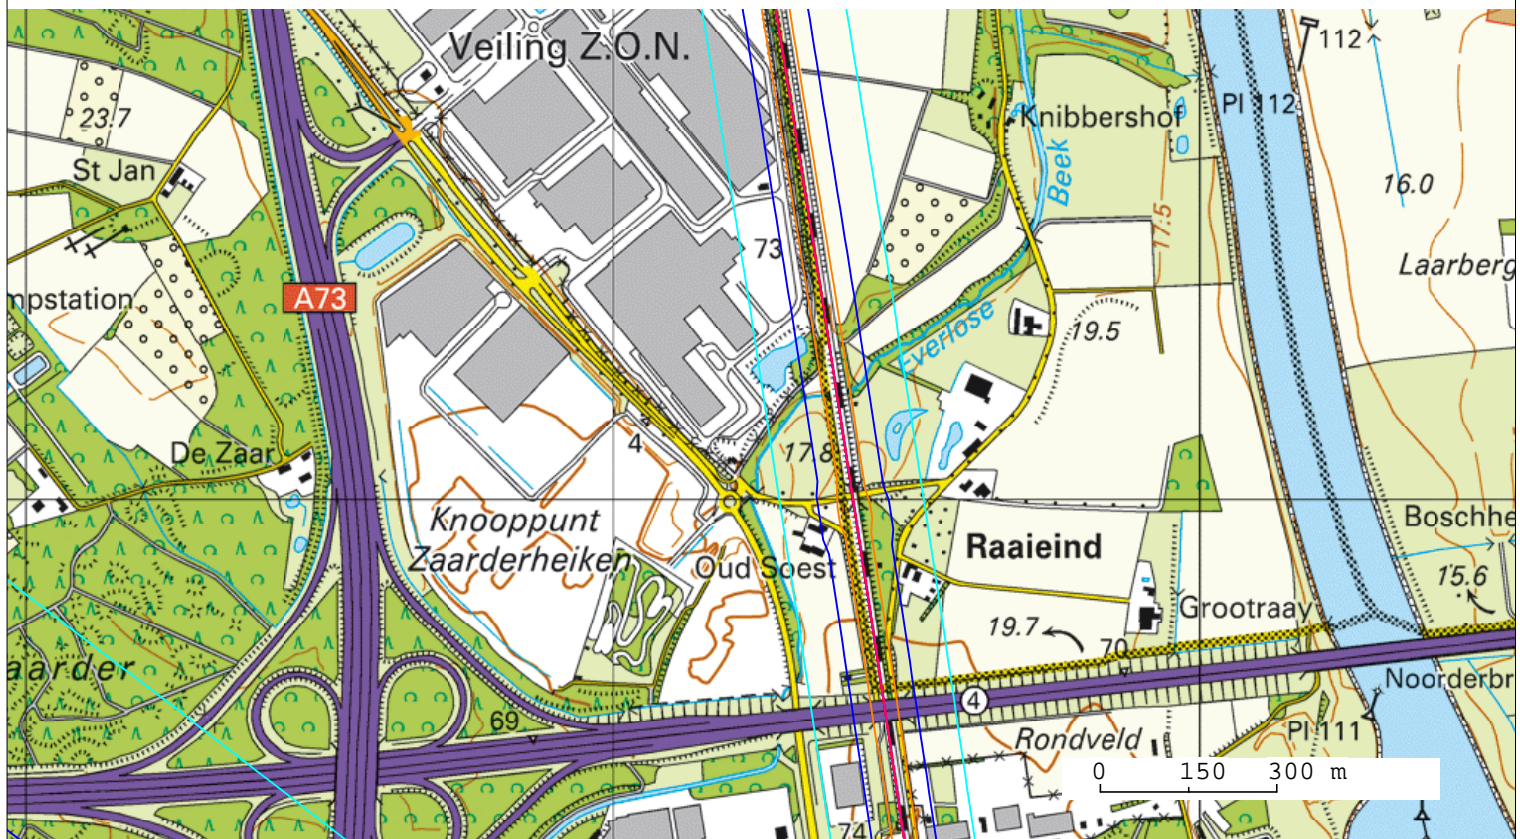 Veiling Z.O.N.
112
23.7
Knibbershof
PI 112
St Jan
Beek
16.0
17.5
73
Laarberg
mpstation
A73
Everlose
19.5
De Zaar
4
17.8
Knooppunt
Zaarderheiken
Boschhe
Raaieind
Oud Soest
15.6
Grootraay
19.7
70
aarder
Noorderbr
4
69
PI 111
Rondveld
0 150 300 m
74